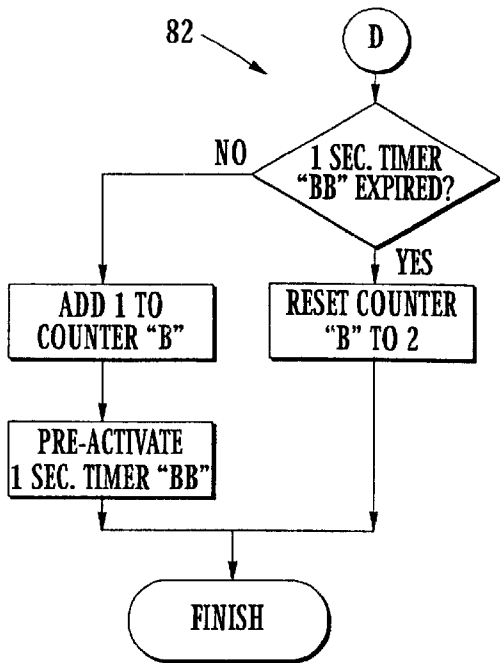 82
D
1 SEC. TIMER
"BB" EXPIRED?
NO
YES
ADD 1 TO
COUNTER "B"
RESET COUNTER
"B" TO 2
PRE-ACTIVATE
1 SEC. TIMER "BB"
FINISH